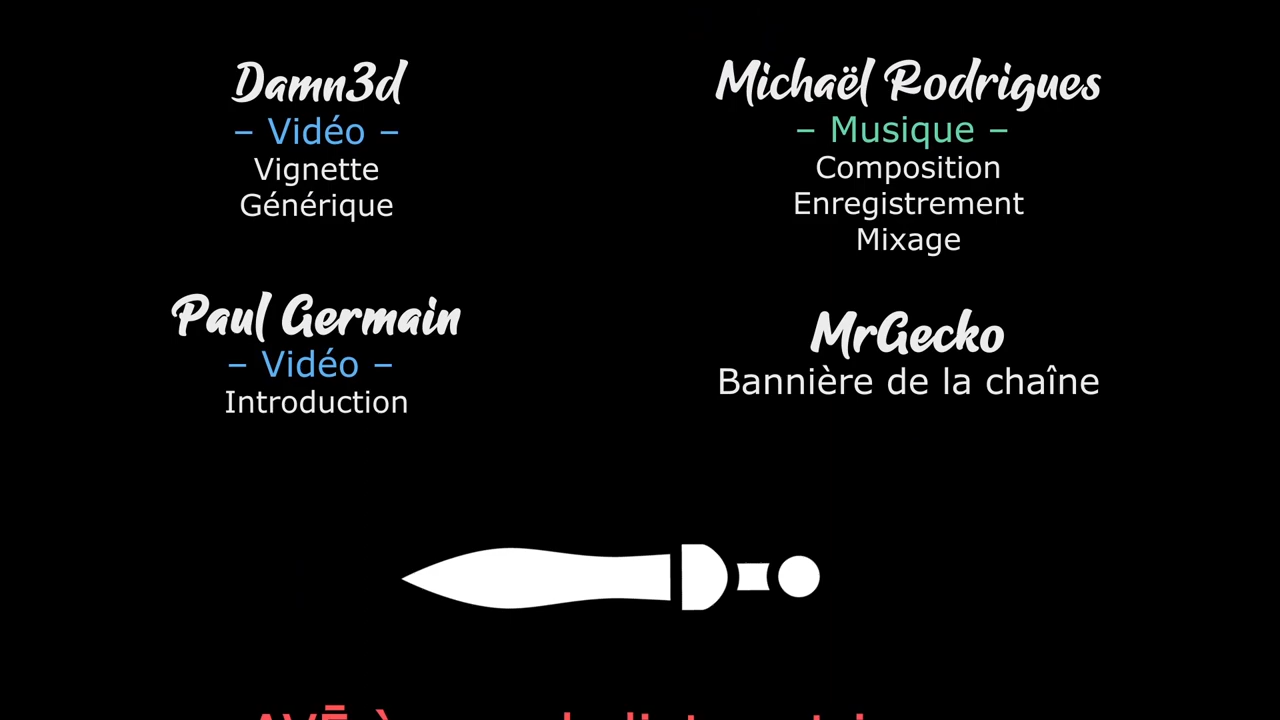 Damn3d
– Vidéo –
Vignette
Générique
Michaël Rodrigues
– Musique –
Composition
Enregistrement
Mixage
Paul Germain
– Vidéo –
Introduction
MrGecko
Bannière de la chaîne
AVĒ à